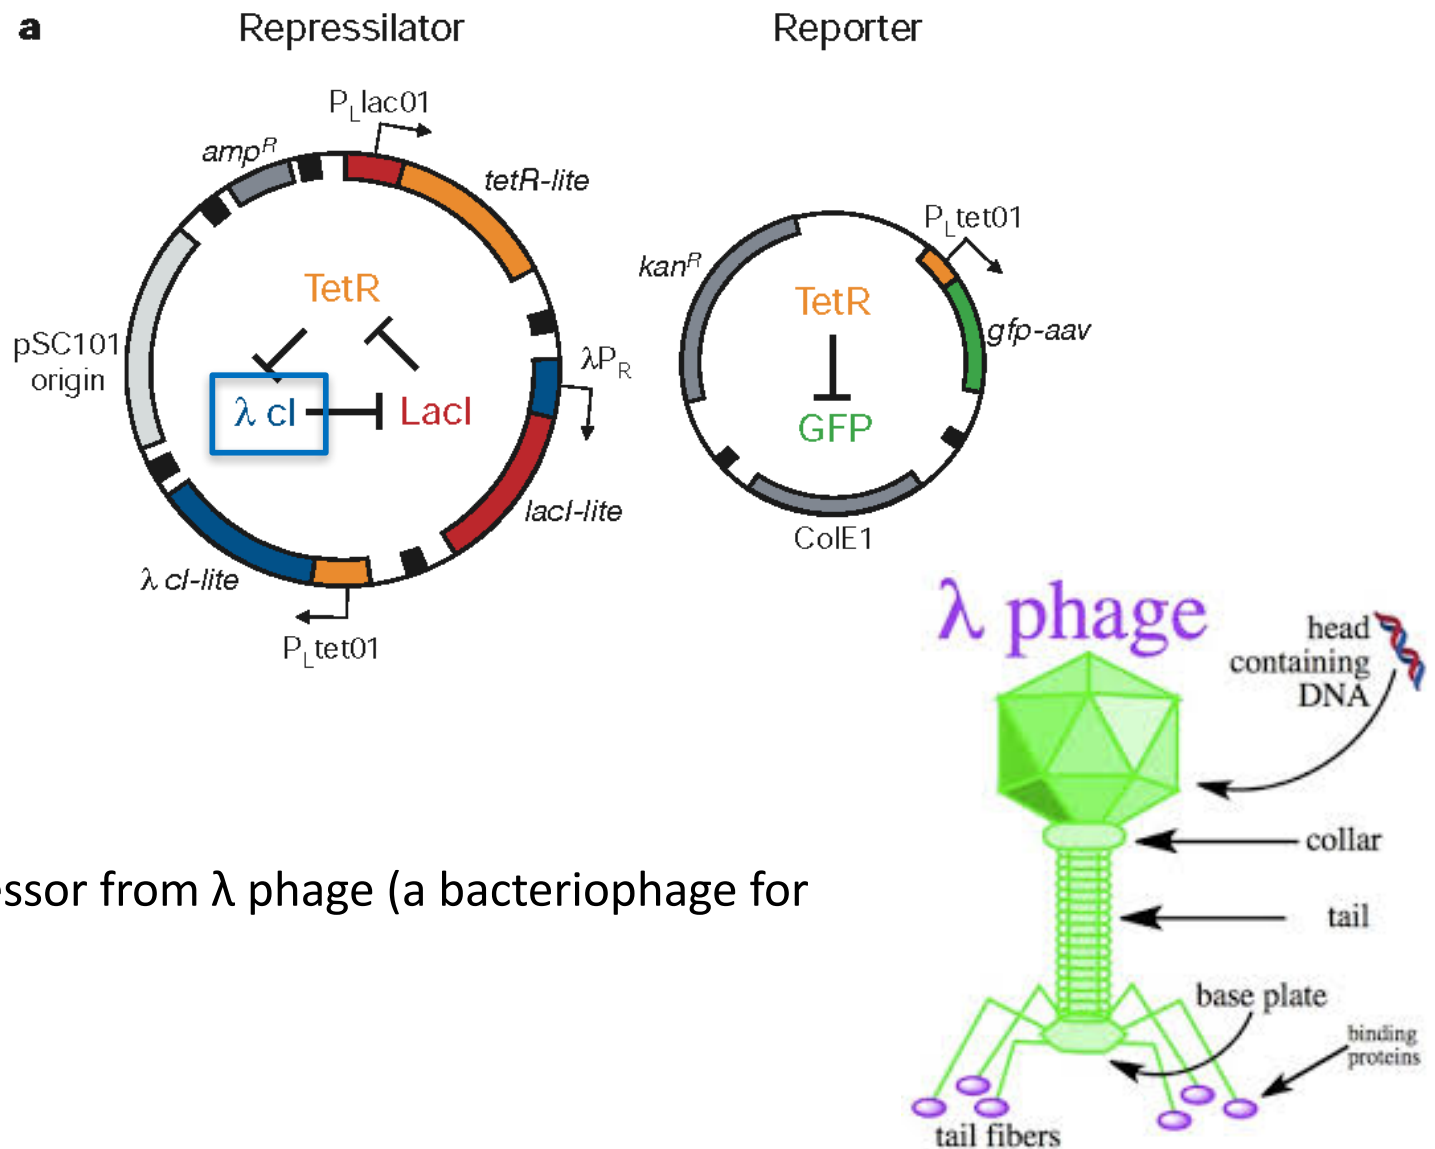 a
Repressilator
Reporter
PLlac01
ampR
tetR-lite
PLtet01
kanR
TetR
TetR
gfp-aav
pSC101
origin
λPR
λ cI
LacI
GFP
lacI-lite
ColE1
λ cI-lite
PLtet01
λ phage
head
containing
DNA
collar
essor from λ phage (a bacteriophage for
tail
base plate
binding
proteins
tail fibers